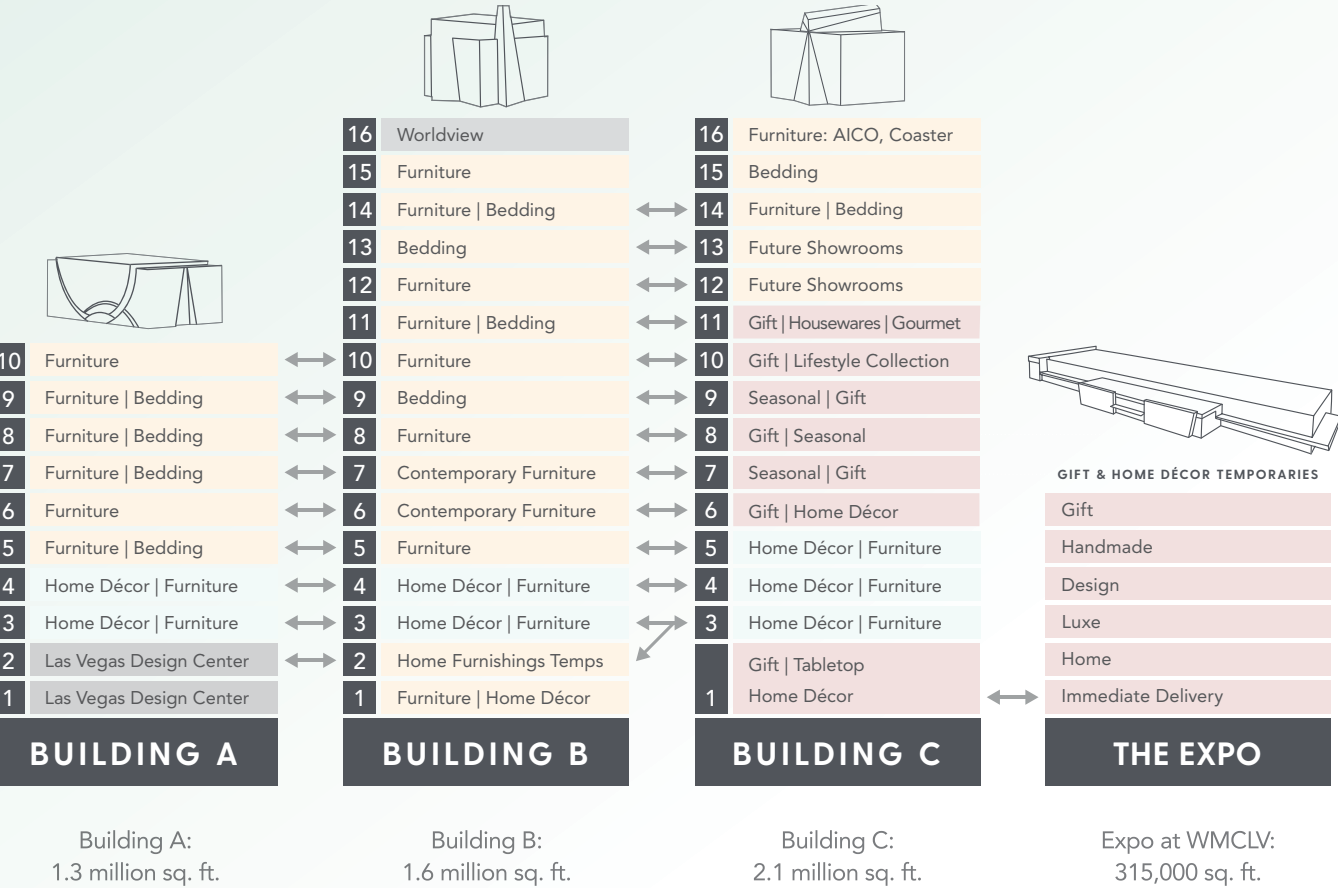 16 Worldview
15 Furniture
14 Furniture | Bedding
13 Bedding
12 Furniture
11 Furniture | Bedding
10 Furniture
9 Bedding
8 Furniture
7 Contemporary Furniture
6 Contemporary Furniture
5 Furniture
4 Home Décor | Furniture
3 Home Décor | Furniture
2 Home Furnishings Temps
1 Furniture | Home Décor
BUILDING B
Building B:
1.6 million sq. ft.
16 Furniture: AICO, Coaster
15 Bedding
14 Furniture | Bedding
13 Future Showrooms
12 Future Showrooms
11 Gift | Housewares | Gourmet
10 Gift | Lifestyle Collection
9 Seasonal | Gift
8 Gift | Seasonal
7 Seasonal | Gift
6 Gift | Home Décor
5 Home Décor | Furniture
4 Home Décor | Furniture
3 Home Décor | Furniture
Gift | Tabletop
1 Home Décor
BUILDING C
Building C:
2.1 million sq. ft.
10 Furniture
9 Furniture | Bedding
8 Furniture | Bedding
7 Furniture | Bedding
6 Furniture
5 Furniture | Bedding
4 Home Décor | Furniture
3 Home Décor | Furniture
2 Las Vegas Design Center
1 Las Vegas Design Center
BUILDING A
Building A:
1.3 million sq. ft.
GIFT & HOME DÉCOR TEMPORARIES
Gift
Handmade
Design
Luxe
Home
Immediate Delivery
THE EXPO
Expo at WMCLV:
315,000 sq. ft.